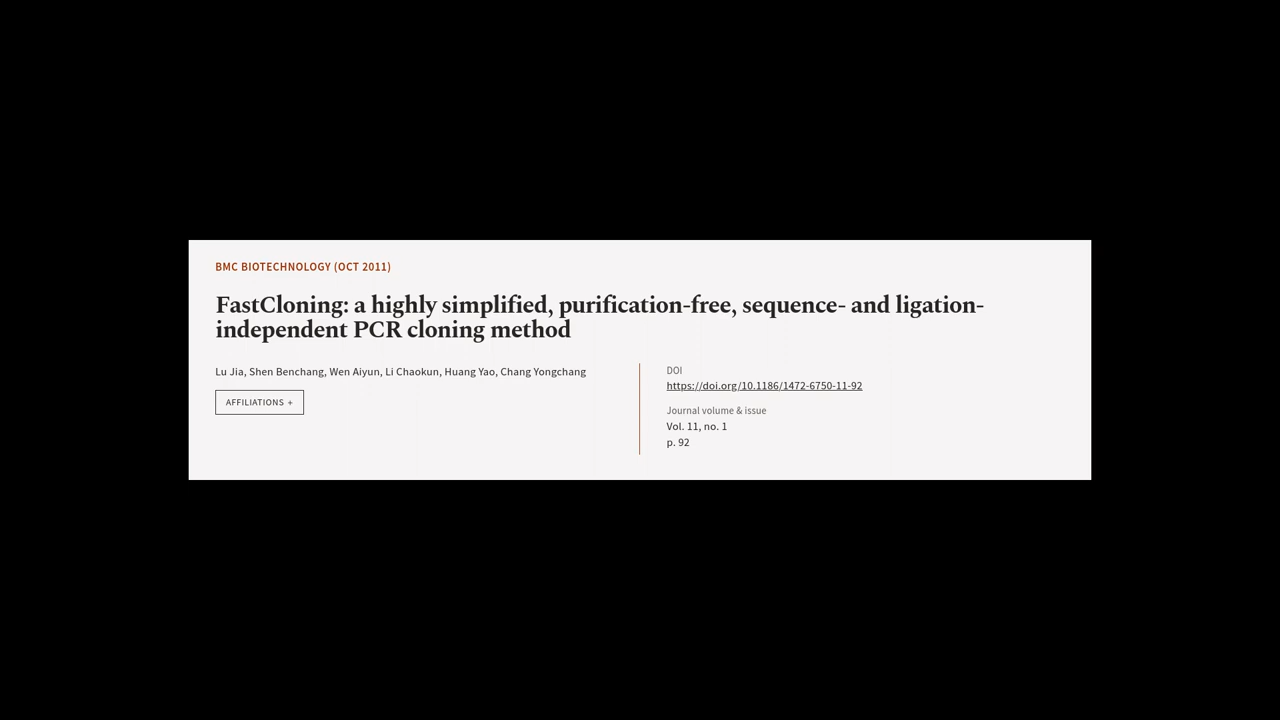 BMC BIOTECHNOLOGY (OCT 2011)
FastCloning: a highly simplified, purification-free, sequence- and ligation-
independent PCR cloning method
Lu Jia, Shen Benchang, Wen Aiyun, Li Chaokun, Huang Yao, Chang Yongchang
AFFILIATIONS +
DOI
https://doi.org/10.1186/1472-6750-11-92
Journal volume & issue
Vol. 11, no. 1
p. 92